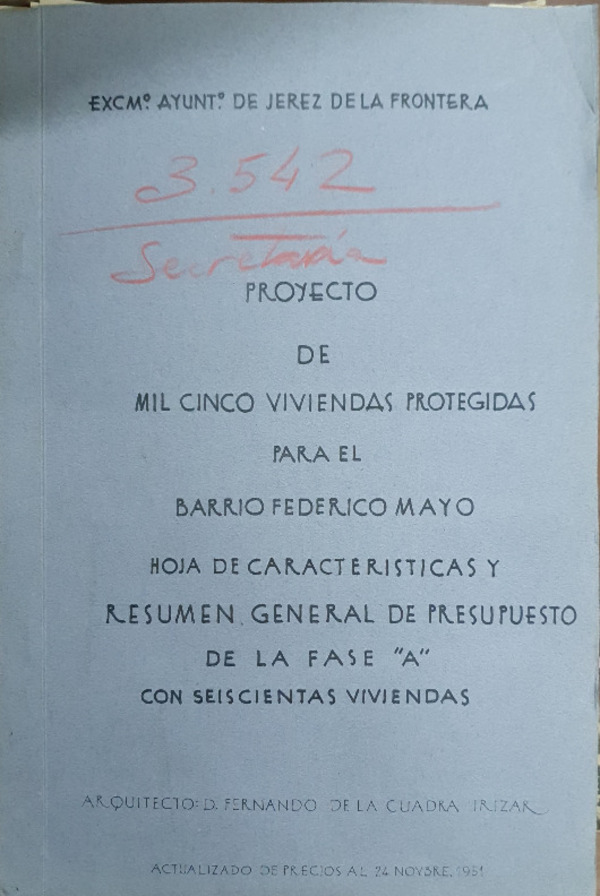 EXCMº AYUNTº DE JEREZ DE LA FRONTERA
3.542
Secretaría
PROYECTO
DE
MIL CINCO VIVIENDAS PROTEGIDAS
PARA EL
BARRIO FEDERICO MAYO
HOJA DE CARACTERISTICAS Y
RESUMEN GENERAL DE PRESUPUESTO
DE LA FASE "A"
CON SEISCIENTAS VIVIENDAS
ARQUITECTO: D. FERNANDO DE LA CUADRA IRIZAR
ACTUALIZADO DE PRECIOS AL 24 NOVBRE. 1951